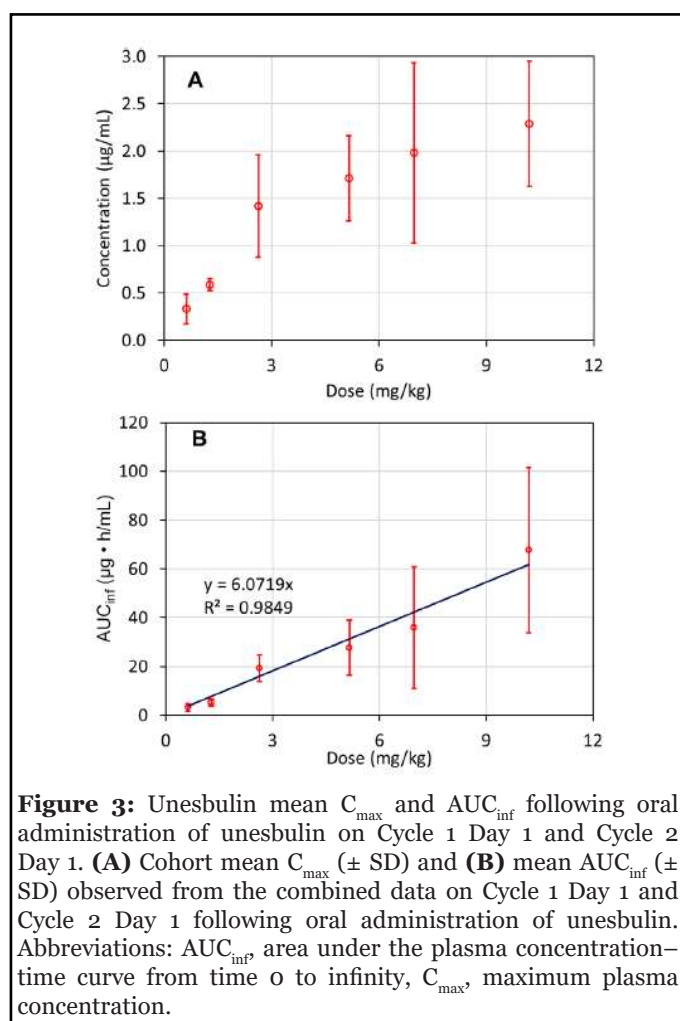 A
3.0
2.5
2.0
1.5
1.0
0.5
0.0
Concentration (µg/mL)
0 3 6 9 12
Dose (mg/kg)
B
120
100
80
60
40
20
0
AUCinf (µg • h/mL)
y = 6.0719x
R² = 0.9849
0 3 6 9 12
Dose (mg/kg)
Figure 3: Unesbulin mean Cmax and AUCinf following oral
administration of unesbulin on Cycle 1 Day 1 and Cycle 2
Day 1. (A) Cohort mean Cmax (± SD) and (B) mean AUCinf (±
SD) observed from the combined data on Cycle 1 Day 1 and
Cycle 2 Day 1 following oral administration of unesbulin.
Abbreviations: AUCinf, area under the plasma concentration–
time curve from time 0 to infinity, Cmax, maximum plasma
concentration.